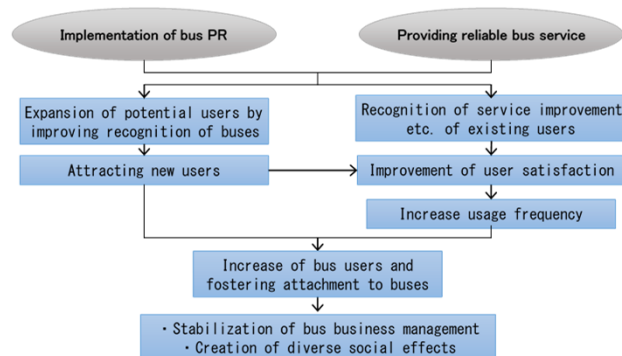 Implementation of bus PR
Providing reliable bus service
Expansion of potential users by
improving recognition of buses
Recognition of service improvement
etc. of existing users
Attracting new users
Improvement of user satisfaction
Increase usage frequency
Increase of bus users and
fostering attachment to buses
・Stabilization of bus business management
・Creation of diverse social effects